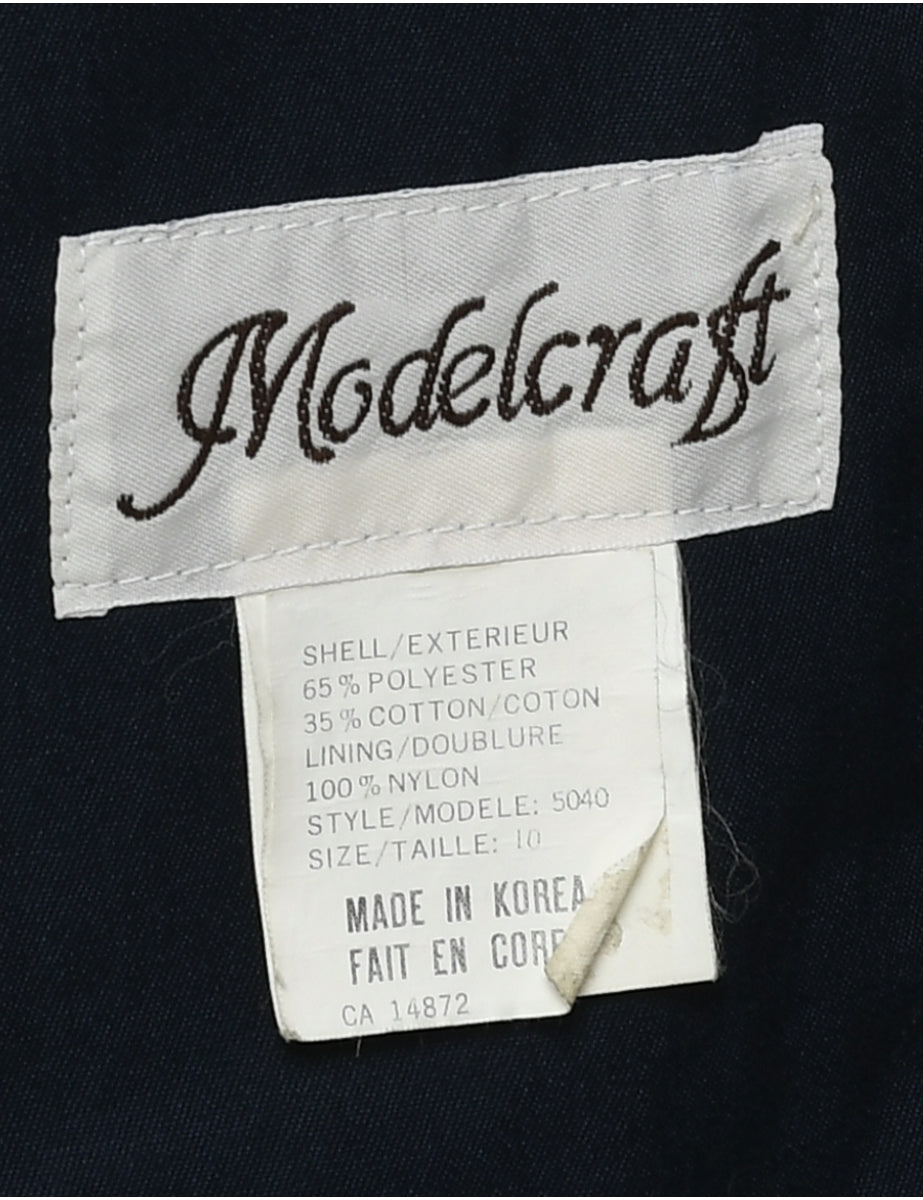 Modelcraft
SHELL/EXTERIEUR
65% POLYESTER
35% COTTON/COTON
LINING/DOUBLURE
100% NYLON
STYLE/MODELE: 5040
SIZE/TAILLE: 10
MADE IN KOREA
FAIT EN
CA 14872